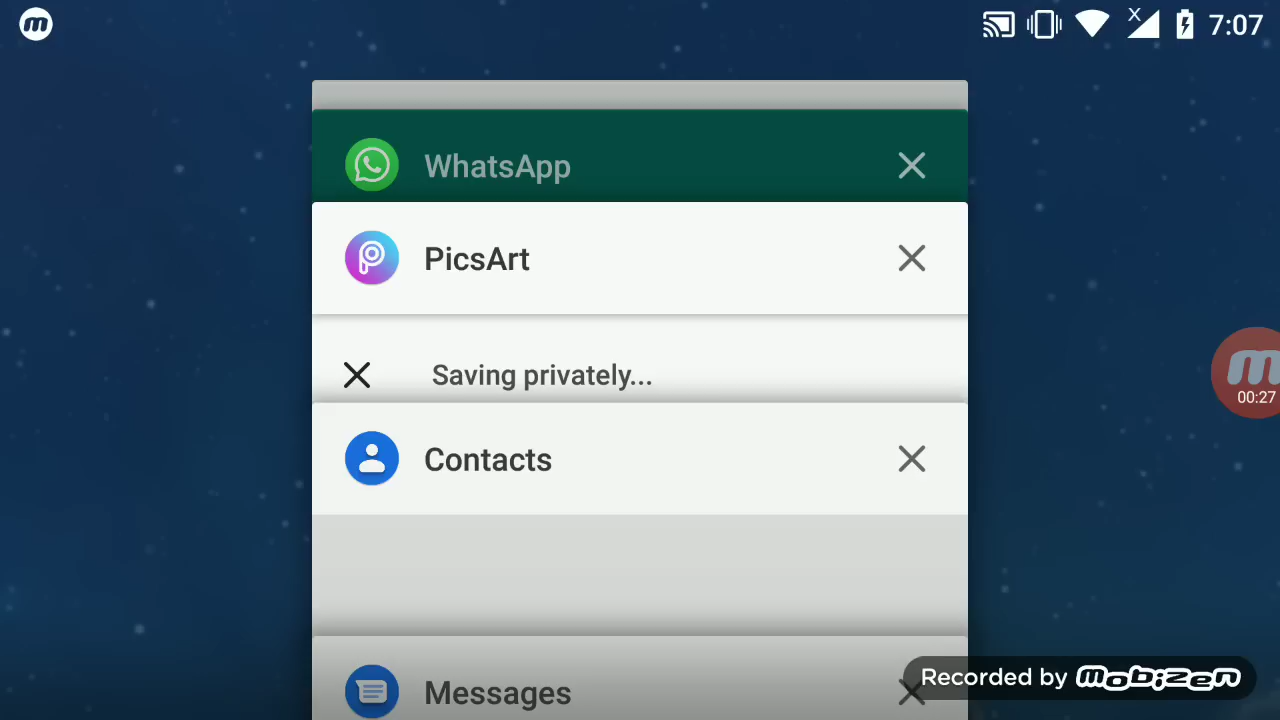 7:07
WhatsApp
PicsArt
Saving privately...
00:27
Contacts
Messages
Recorded by mobizen